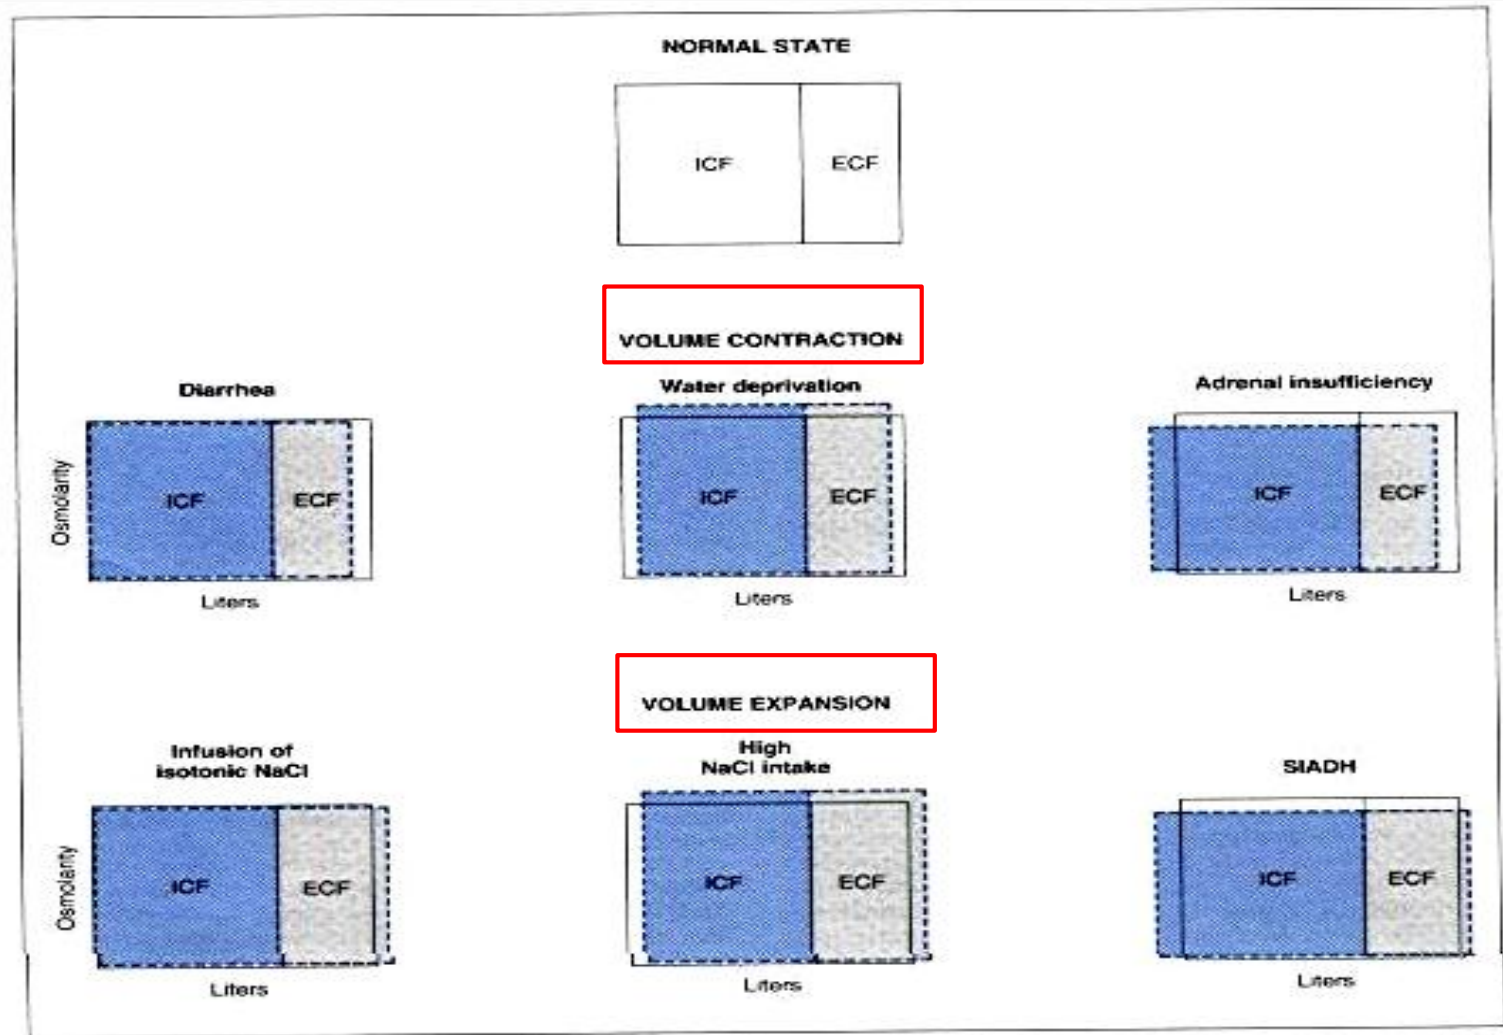 NORMAL STATE
ICF
ECF
VOLUME CONTRACTION
Diarrhea
Water deprivation
Adrenal insufficiency
Osmolarity
ICF
ECF
ICF
ECF
ICF
ECF
Liters
Liters
Liters
VOLUME EXPANSION
Infusion of
isotonic NaCl
High
NaCl intake
SIADH
Osmolarity
ICF
ECF
ICF
ECF
ICF
ECF
Liters
Liters
Liters